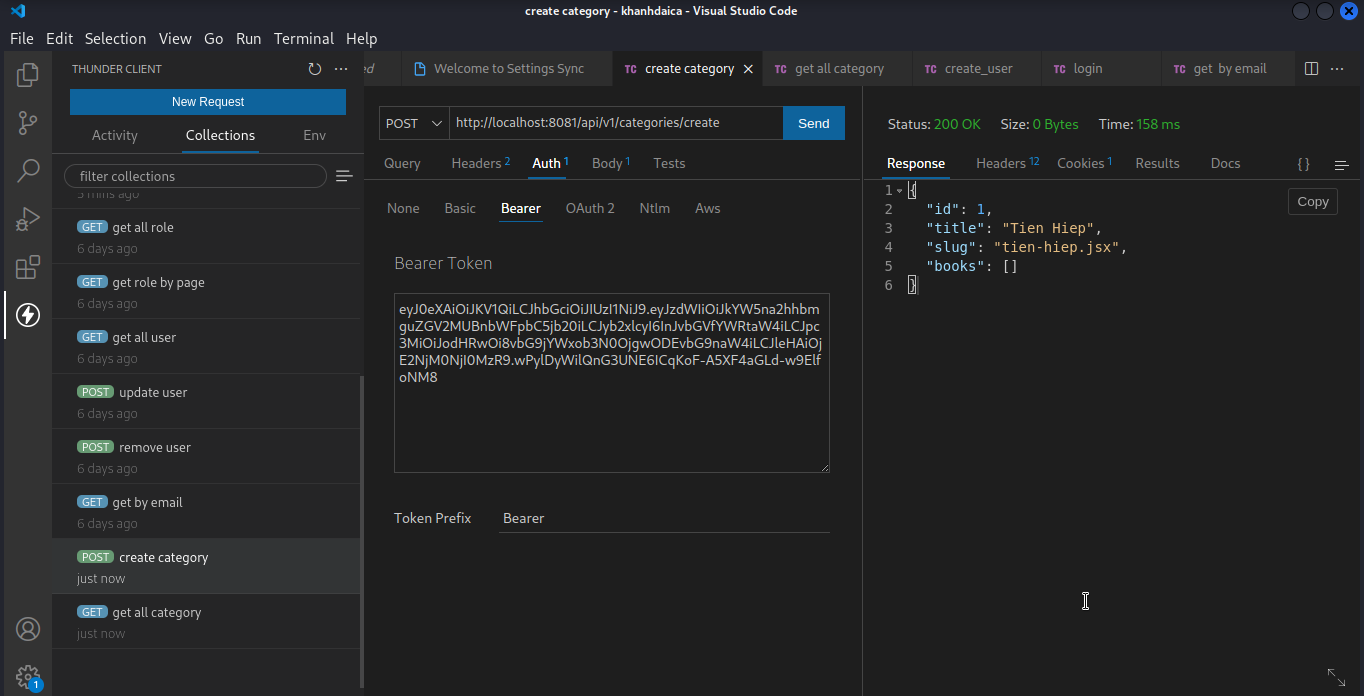 create category - khanhdaica - Visual Studio Code
File Edit Selection View Go Run Terminal Help
THUNDER CLIENT
New Request
Activity Collections Env
filter collections
5 mins ago
GET get all role
6 days ago
GET get role by page
6 days ago
GET get all user
6 days ago
POST update user
6 days ago
POST remove user
6 days ago
GET get by email
6 days ago
POST create category
just now
GET get all category
just now
1
ed Welcome to Settings Sync TC create category TC get all category TC create_user TC login TC get by email
POST http://localhost:8081/api/v1/categories/create Send
Query Headers 2 Auth 1 Body 1 Tests
None Basic Bearer OAuth 2 Ntlm Aws
Bearer Token
eyJ0eXAiOiJKV1QiLCJhbGciOiJIUzI1NiJ9.eyJzdWIiOiJkYW5na2hhbm
guZGV2MUBnbWFpbC5jb20iLCJyb2xlcyI6InJvbGVfYWRtaW4iLCJpc
3MiOiJodHRwOi8vbG9jYWxob3N0OjgwODEvbG9naW4iLCJleHAiOj
E2NjM0NjI0MzR9.wPylDyWilQnG3UNE6ICqKoF-A5XF4aGLd-w9Elf
oNM8
Token Prefix Bearer
Status: 200 OK Size: 0 Bytes Time: 158 ms
Response Headers 12 Cookies 1 Results Docs { }
Copy
1 {
2 "id": 1,
3 "title": "Tien Hiep",
4 "slug": "tien-hiep.jsx",
5 "books": []
6 }